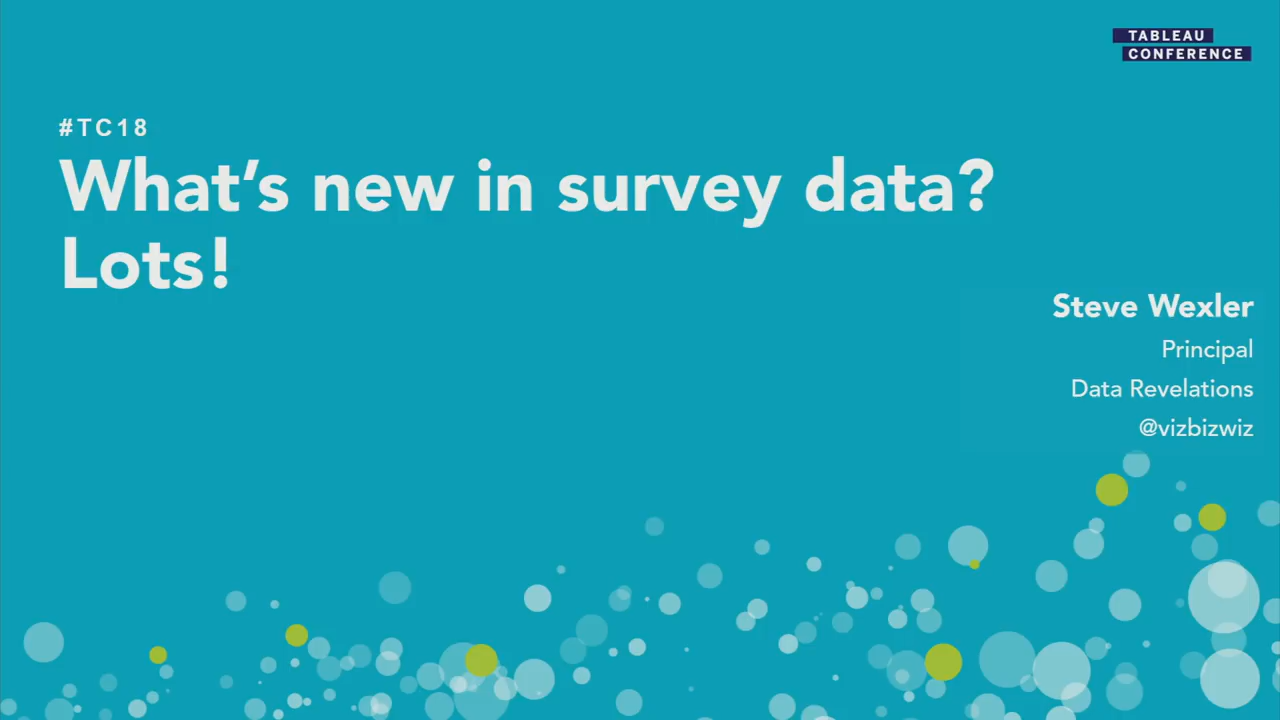 TABLEAU
CONFERENCE
#TC18
What's new in survey data?
Lots!
Steve Wexler
Principal
Data Revelations
@vizbizwiz